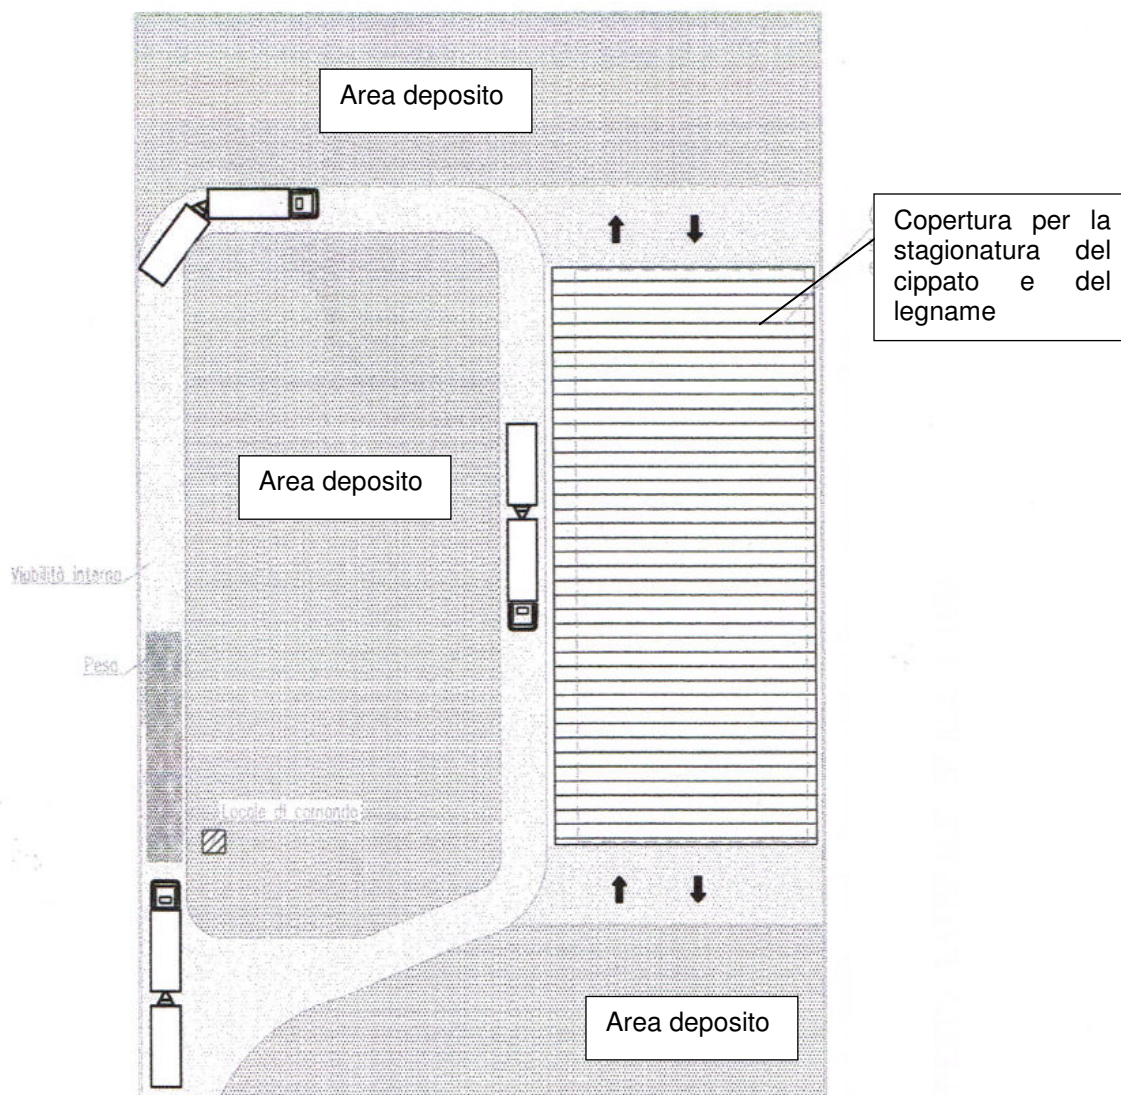 Area deposito
Copertura per la
stagionatura del
cippato e del
legname
Area deposito
Viabilità interna
Pesa
Locale di comando
Area deposito